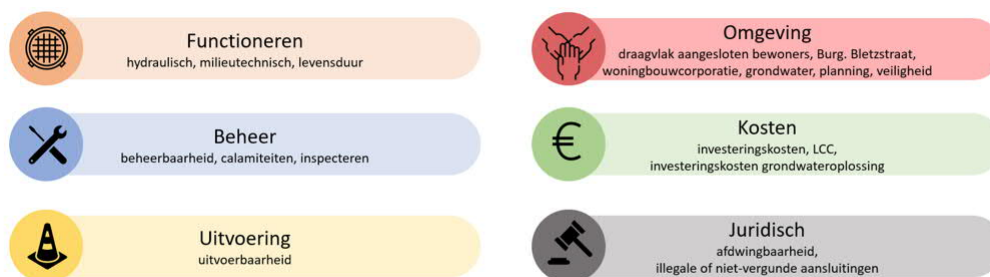 Functioneren
hydraulisch, milieutechnisch, levensduur
Beheer
beheerbaarheid, calamiteiten, inspecteren
Uitvoering
uitvoerbaarheid
Omgeving
draagvlak aangesloten bewoners, Burg. Bletzstraat,
woningbouwcorporatie, grondwater, planning, veiligheid
€
Kosten
investeringskosten, LCC,
investeringskosten grondwateroplossing
Juridisch
afdwingbaarheid,
illegale of niet-vergunde aansluitingen